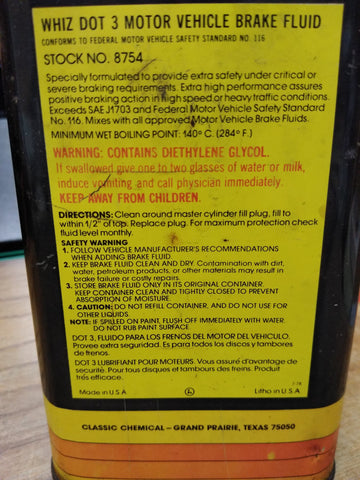 WHIZ DOT 3 MOTOR VEHICLE BRAKE FLUID
CONFORMS TO FEDERAL MOTOR VEHICLE SAFETY STANDARD NO. 116
STOCK NO. 8754
Specially formulated to provide extra safety under critical or
severe braking requirements. Extra high performance assures
positive braking action in high speed or heavy traffic conditions.
Exceeds SAE J1703 and Federal Motor Vehicle Safety Standard
No. 116. Mixes with all approved Motor Vehicle Brake Fluids.
MINIMUM WET BOILING POINT: 140°C. (284°F.)
WARNING: CONTAINS DIETHYLENE GLYCOL.
If swallowed give one to two glasses of water or milk,
induce vomiting and call physician immediately.
KEEP AWAY FROM CHILDREN.
DIRECTIONS: Clean around master cylinder fill plug, fill to
within 1/2" of top. Replace plug. For maximum protection check
fluid level monthly.
SAFETY WARNING
1. FOLLOW VEHICLE MANUFACTURER'S RECOMMENDATIONS
WHEN ADDING BRAKE FLUID.
2. KEEP BRAKE FLUID CLEAN AND DRY. Contamination with dirt,
water, petroleum products, or other materials may result in
brake failure or costly repairs.
3. STORE BRAKE FLUID ONLY IN ITS ORIGINAL CONTAINER.
KEEP CONTAINER CLEAN AND TIGHTLY CLOSED TO PREVENT
ABSORPTION OF MOISTURE.
4. CAUTION: DO NOT REFILL CONTAINER, AND DO NOT USE FOR
OTHER LIQUIDS
NOTE: IF SPILLED ON PAINT, FLUSH OFF IMMEDIATELY WITH WATER.
DO NOT RUB PAINT SURFACE.
DOT 3, FLUIDO PARA LOS FRENOS DEL MOTOR DEL VEHICULO.
Provee extra seguridad. Es para todos los discos y tambores
de frenos.
DOT 3 LUBRIFIANT POUR MOTEURS. Vous assuré d'avantage de
securité. Pour tous disques et tambours des freins. Produit
trés efficace.
7-78
Made in U.S.A. Litho in U.S.A.
CLASSIC CHEMICAL—GRAND PRAIRIE, TEXAS 75050